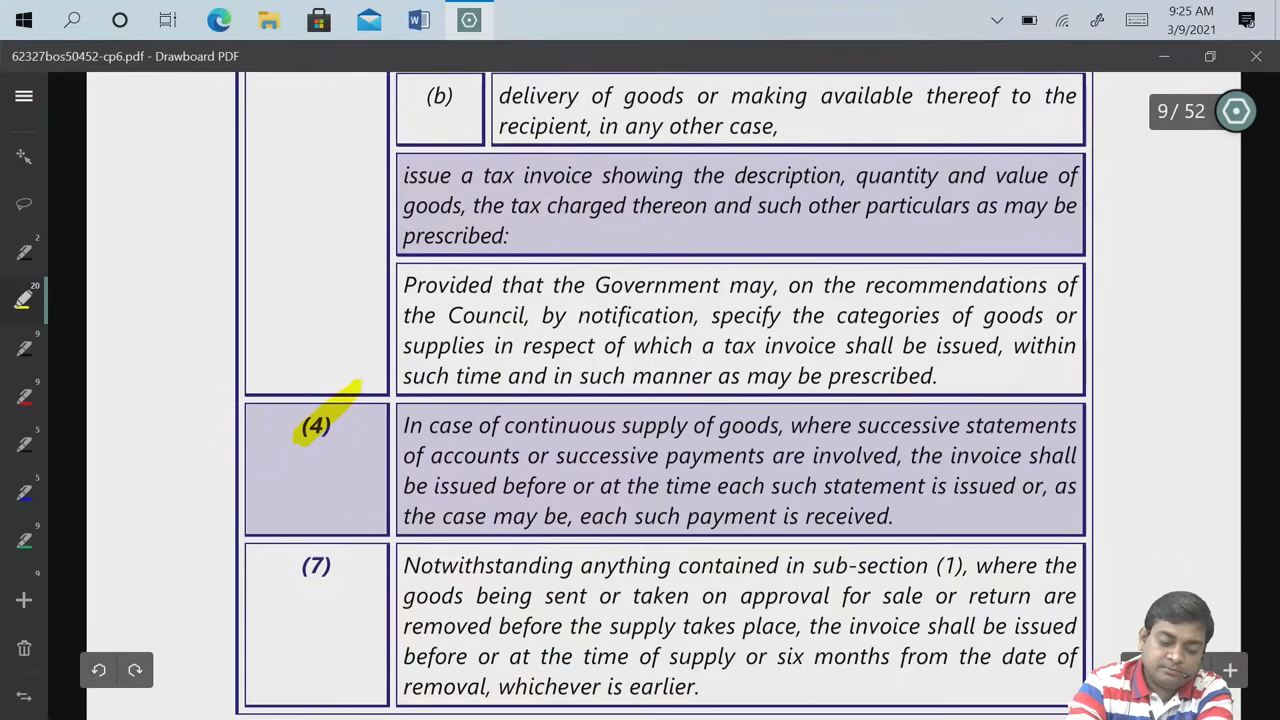 9:25 AM
3/9/2021
62327bos50452-cp6.pdf - Drawboard PDF
9 / 52
(b)
delivery of goods or making available thereof to the
recipient, in any other case,
issue a tax invoice showing the description, quantity and value of
goods, the tax charged thereon and such other particulars as may be
prescribed:
Provided that the Government may, on the recommendations of
the Council, by notification, specify the categories of goods or
supplies in respect of which a tax invoice shall be issued, within
such time and in such manner as may be prescribed.
(4)
In case of continuous supply of goods, where successive statements
of accounts or successive payments are involved, the invoice shall
be issued before or at the time each such statement is issued or, as
the case may be, each such payment is received.
(7)
Notwithstanding anything contained in sub-section (1), where the
goods being sent or taken on approval for sale or return are
removed before the supply takes place, the invoice shall be issued
before or at the time of supply or six months from the date of
removal, whichever is earlier.
2
20
9
9
5
5
9
9